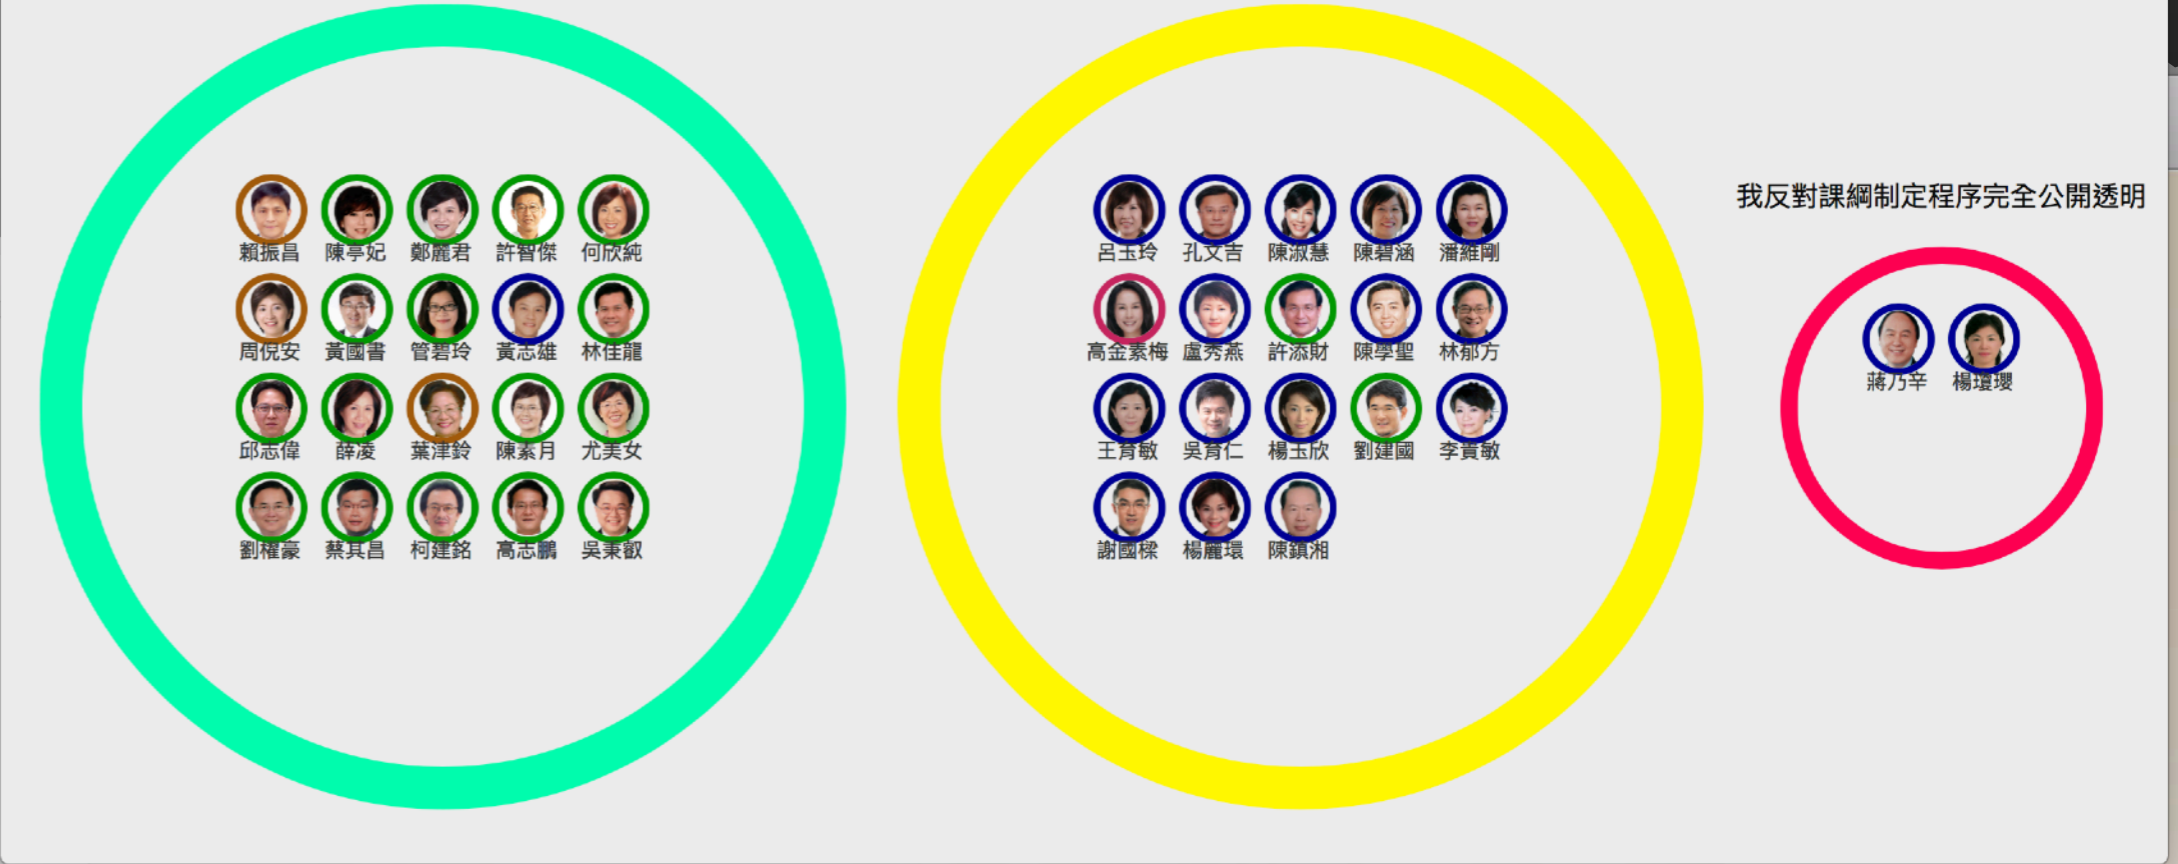 賴振昌 陳亭妃 鄭麗君 許智傑 何欣純
周倪安 黃國書 管碧玲 黃志雄 林佳龍
邱志偉 薛凌 葉津鈴 陳素月 尤美女
劉櫂豪 蔡其昌 柯建銘 高志鵬 吳秉叡
呂玉玲 孔文吉 陳淑慧 陳碧涵 潘維剛
高金素梅 盧秀燕 許添財 陳學聖 林郁方
王育敏 吳育仁 楊玉欣 劉建國 李貴敏
謝國樑 楊麗環 陳鎮湘
我反對課綱制定程序完全公開透明
蔣乃辛 楊瓊瓔